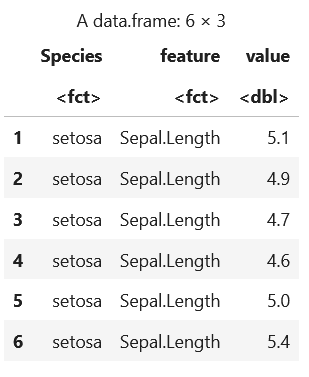 A data.frame: 6 × 3
Species feature value
<fct> <fct> <dbl>
1 setosa Sepal.Length 5.1
2 setosa Sepal.Length 4.9
3 setosa Sepal.Length 4.7
4 setosa Sepal.Length 4.6
5 setosa Sepal.Length 5.0
6 setosa Sepal.Length 5.4